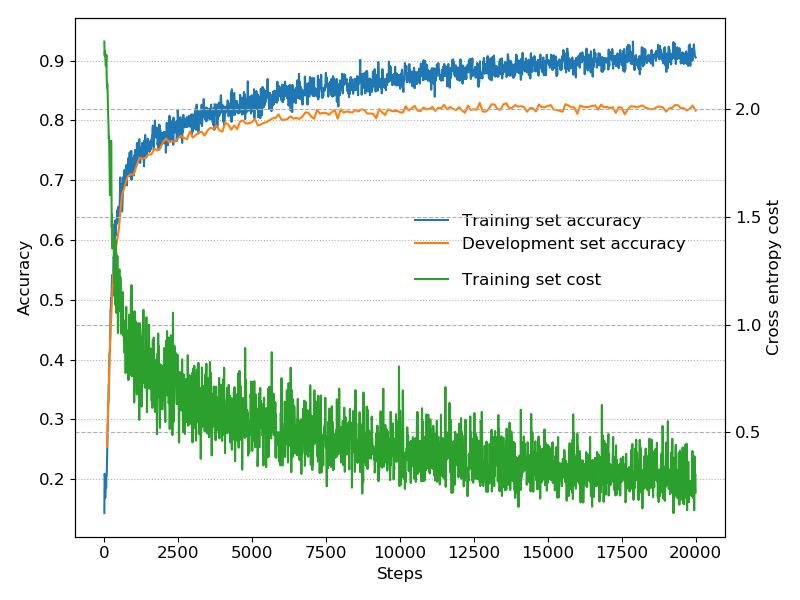 0.9
0.8
0.7
0.6
0.5
0.4
0.3
0.2
Accuracy
2.0
1.5
1.0
0.5
Cross entropy cost
Training set accuracy
Development set accuracy
Training set cost
0 2500 5000 7500 10000 12500 15000 17500 20000
Steps